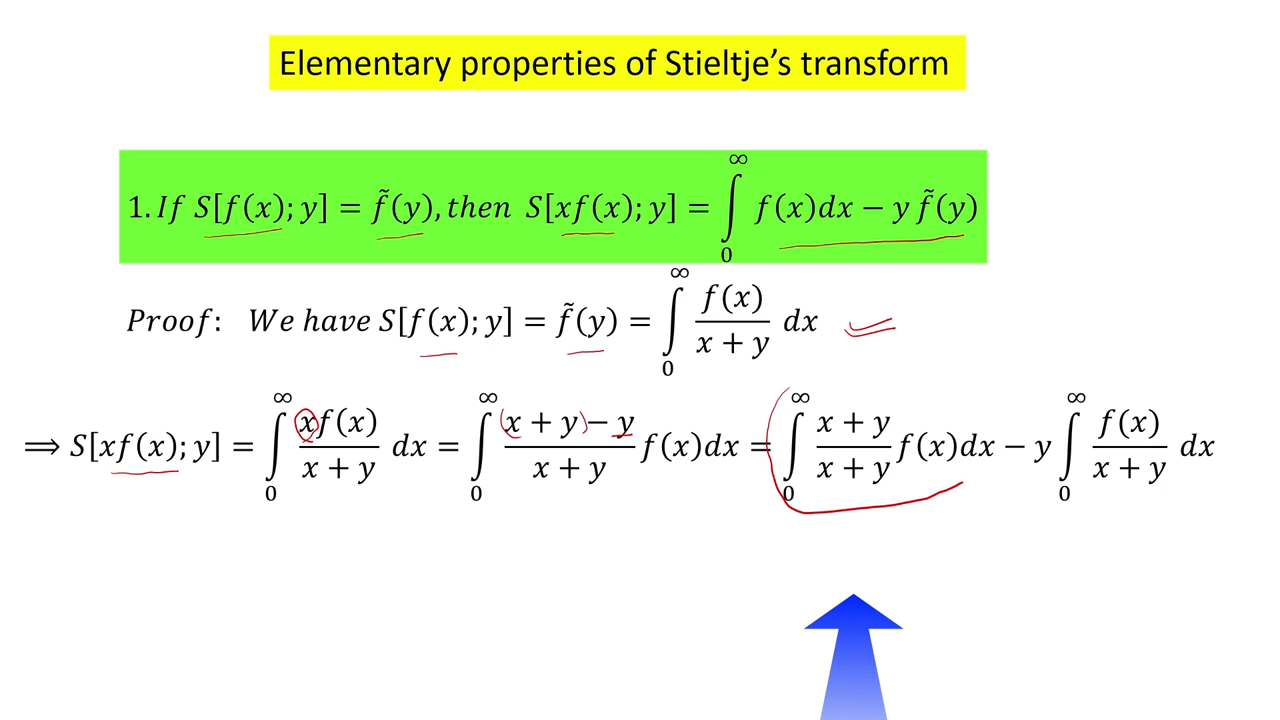 Elementary properties of Stieltje’s transform
1. If S[f(x); y] = f̃(y), then S[xf(x); y] = ∫₀^∞ f(x)dx − y f̃(y)
Proof: We have S[f(x); y] = f̃(y) = ∫₀^∞ f(x)/(x + y) dx
⟹ S[xf(x); y] = ∫₀^∞ xf(x)/(x + y) dx = ∫₀^∞ (x + y − y)/(x + y) f(x)dx = ∫₀^∞ (x + y)/(x + y) f(x)dx − y ∫₀^∞ f(x)/(x + y) dx